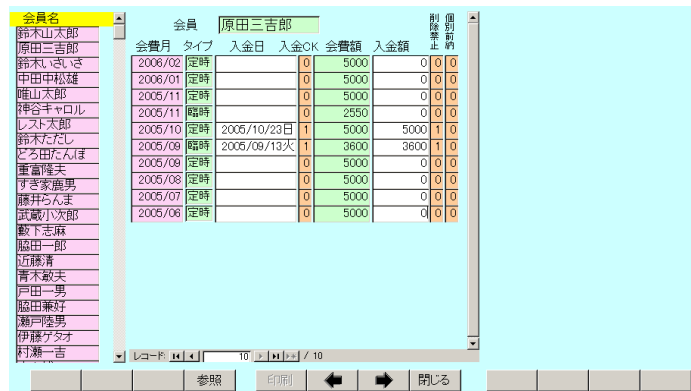 会員名
鈴木山太郎
原田三吉郎
鈴木いさいさ
中田中松雄
唯山太郎
神谷キャロル
レスト太郎
鈴木ただし
どろ田たんぼ
重富隆夫
すぎ家鹿男
藤井らんま
武蔵小次郎
藪下志麻
脇田一郎
近藤清
青木敏夫
戸田一男
脇田兼好
瀬戸陸男
伊藤ゲタオ
村瀬一吉
会員 原田三吉郎
会費月 タイプ 入金日 入金CK 会費額 入金額 削除禁止 個別前納
2006/02 定時 0 5000 0 0 0
2006/01 定時 0 5000 0 0 0
2005/11 定時 0 5000 0 0 0
2005/11 臨時 0 2550 0 0 0
2005/10 定時 2005/10/23日 1 5000 5000 1 0
2005/09 臨時 2005/09/13火 1 3600 3600 1 0
2005/09 定時 0 5000 0 0 0
2005/08 定時 0 5000 0 0 0
2005/07 定時 0 5000 0 0 0
2005/06 定時 0 5000 0 0 0
レコード: 10 / 10
参照 印刷 閉じる